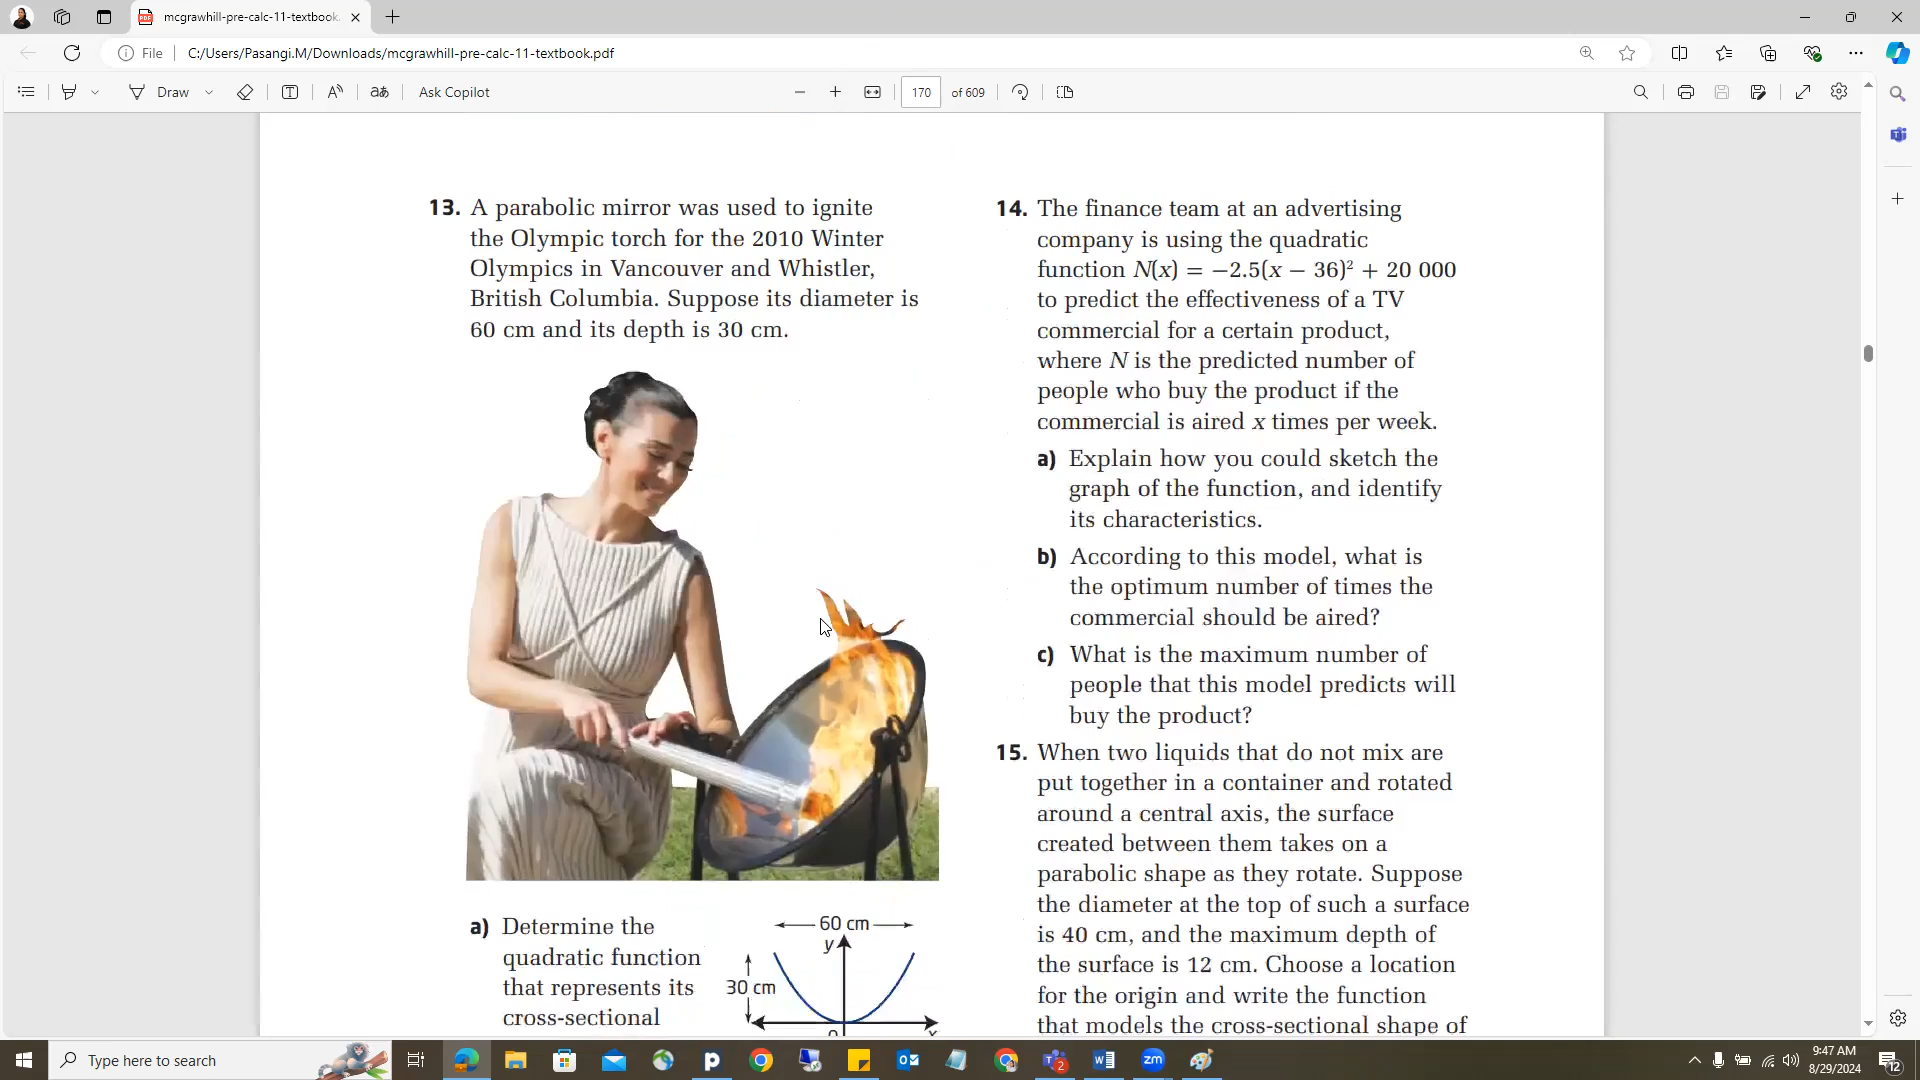 mcgrawhill-pre-calc-11-textbook.
File
C:/Users/Pasangi.M/Downloads/mcgrawhill-pre-calc-11-textbook.pdf
Draw
aあ
Ask Copilot
170
of 609
13. A parabolic mirror was used to ignite
the Olympic torch for the 2010 Winter
Olympics in Vancouver and Whistler,
British Columbia. Suppose its diameter is
60 cm and its depth is 30 cm.
a) Determine the
quadratic function
that represents its
cross-sectional
60 cm
y
30 cm
14. The finance team at an advertising
company is using the quadratic
function N(x) = −2.5(x − 36)² + 20 000
to predict the effectiveness of a TV
commercial for a certain product,
where N is the predicted number of
people who buy the product if the
commercial is aired x times per week.
a) Explain how you could sketch the
graph of the function, and identify
its characteristics.
b) According to this model, what is
the optimum number of times the
commercial should be aired?
c) What is the maximum number of
people that this model predicts will
buy the product?
15. When two liquids that do not mix are
put together in a container and rotated
around a central axis, the surface
created between them takes on a
parabolic shape as they rotate. Suppose
the diameter at the top of such a surface
is 40 cm, and the maximum depth of
the surface is 12 cm. Choose a location
for the origin and write the function
that models the cross-sectional shape of
Type here to search
9:47 AM
8/29/2024